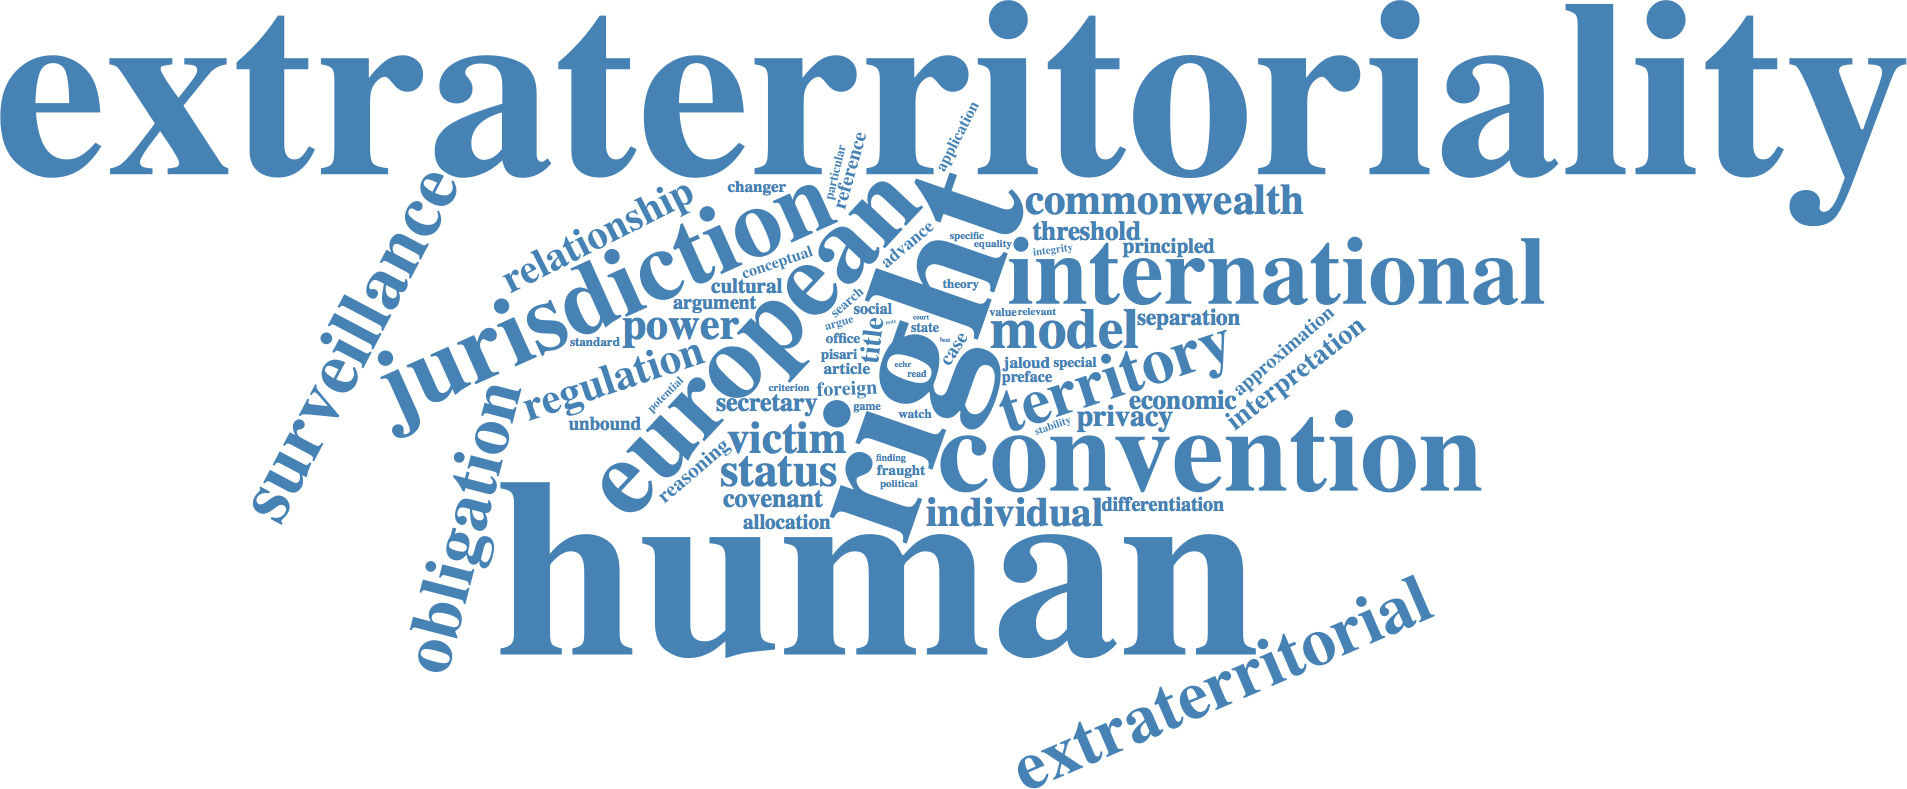 extraterritoriality
surveillance
relationship
changer
particular
reference
application
jurisdiction
european
right
commonwealth
threshold
specific
equality
integrity
principled
advance
conceptual
cultural
argument
power
standard
international
theory
search
social
argue
note
court
state
title
office
pisari
article
case
best
value
relevant
model
separation
echr
read
jaloud
special
preface
territory
approximation
interpretation
regulation
potential
criterion
foreign
secretary
game
watch
unbound
economic
privacy
stability
obligation
victim
reasoning
status
convention
finding
fraught
political
covenant
allocation
individual
differentiation
human
extraterritorial